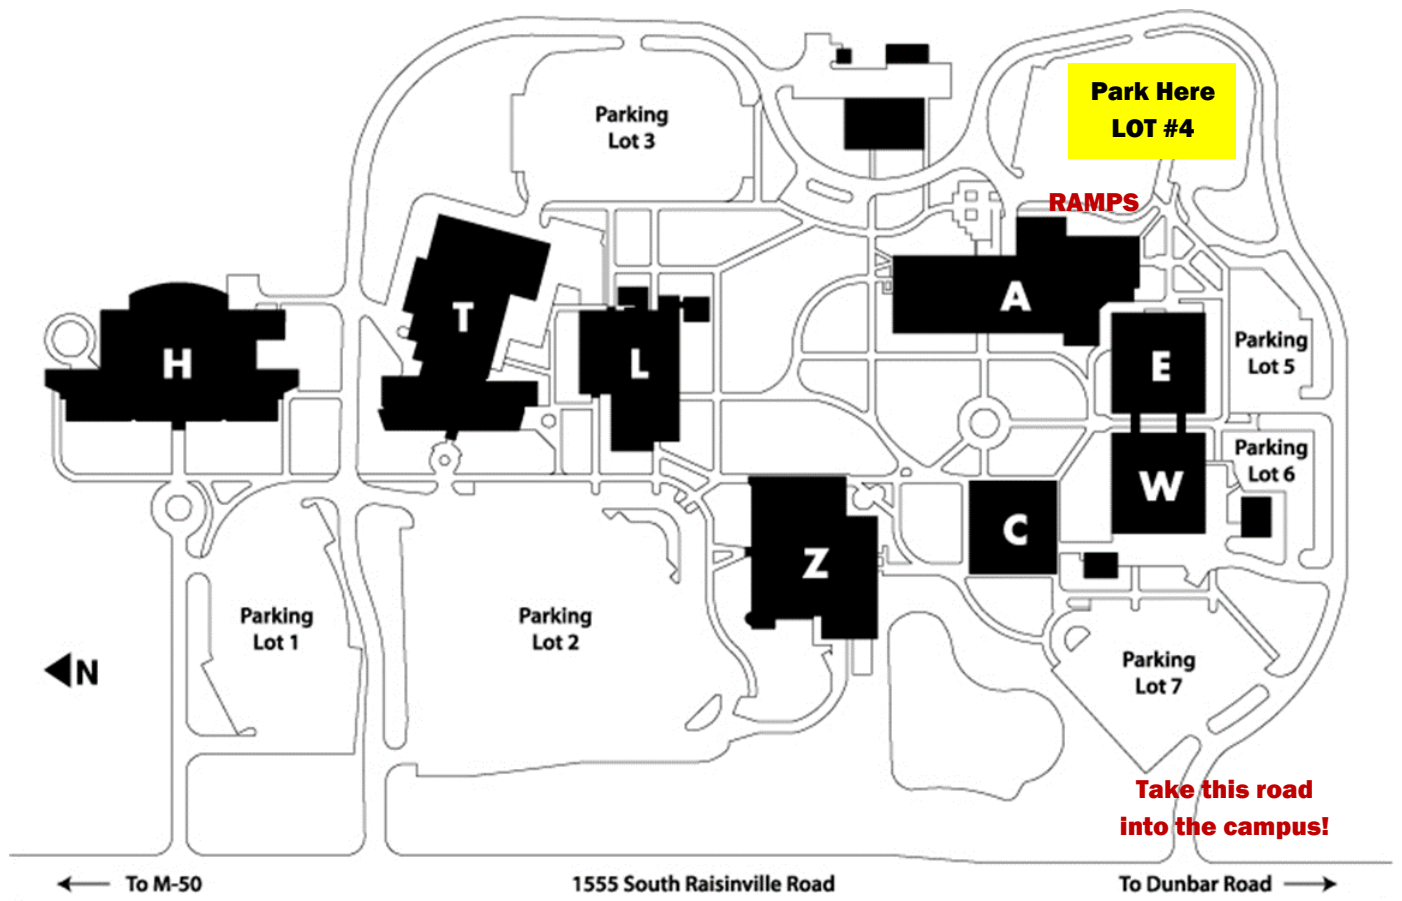 Park Here
LOT #4
Parking
Lot 3
RAMPS
A
T
H
L
E
Parking
Lot 5
Parking
Lot 6
W
C
Z
Parking
Lot 1
Parking
Lot 2
N
Parking
Lot 7
Take this road
into the campus!
To M-50
1555 South Raisinville Road
To Dunbar Road